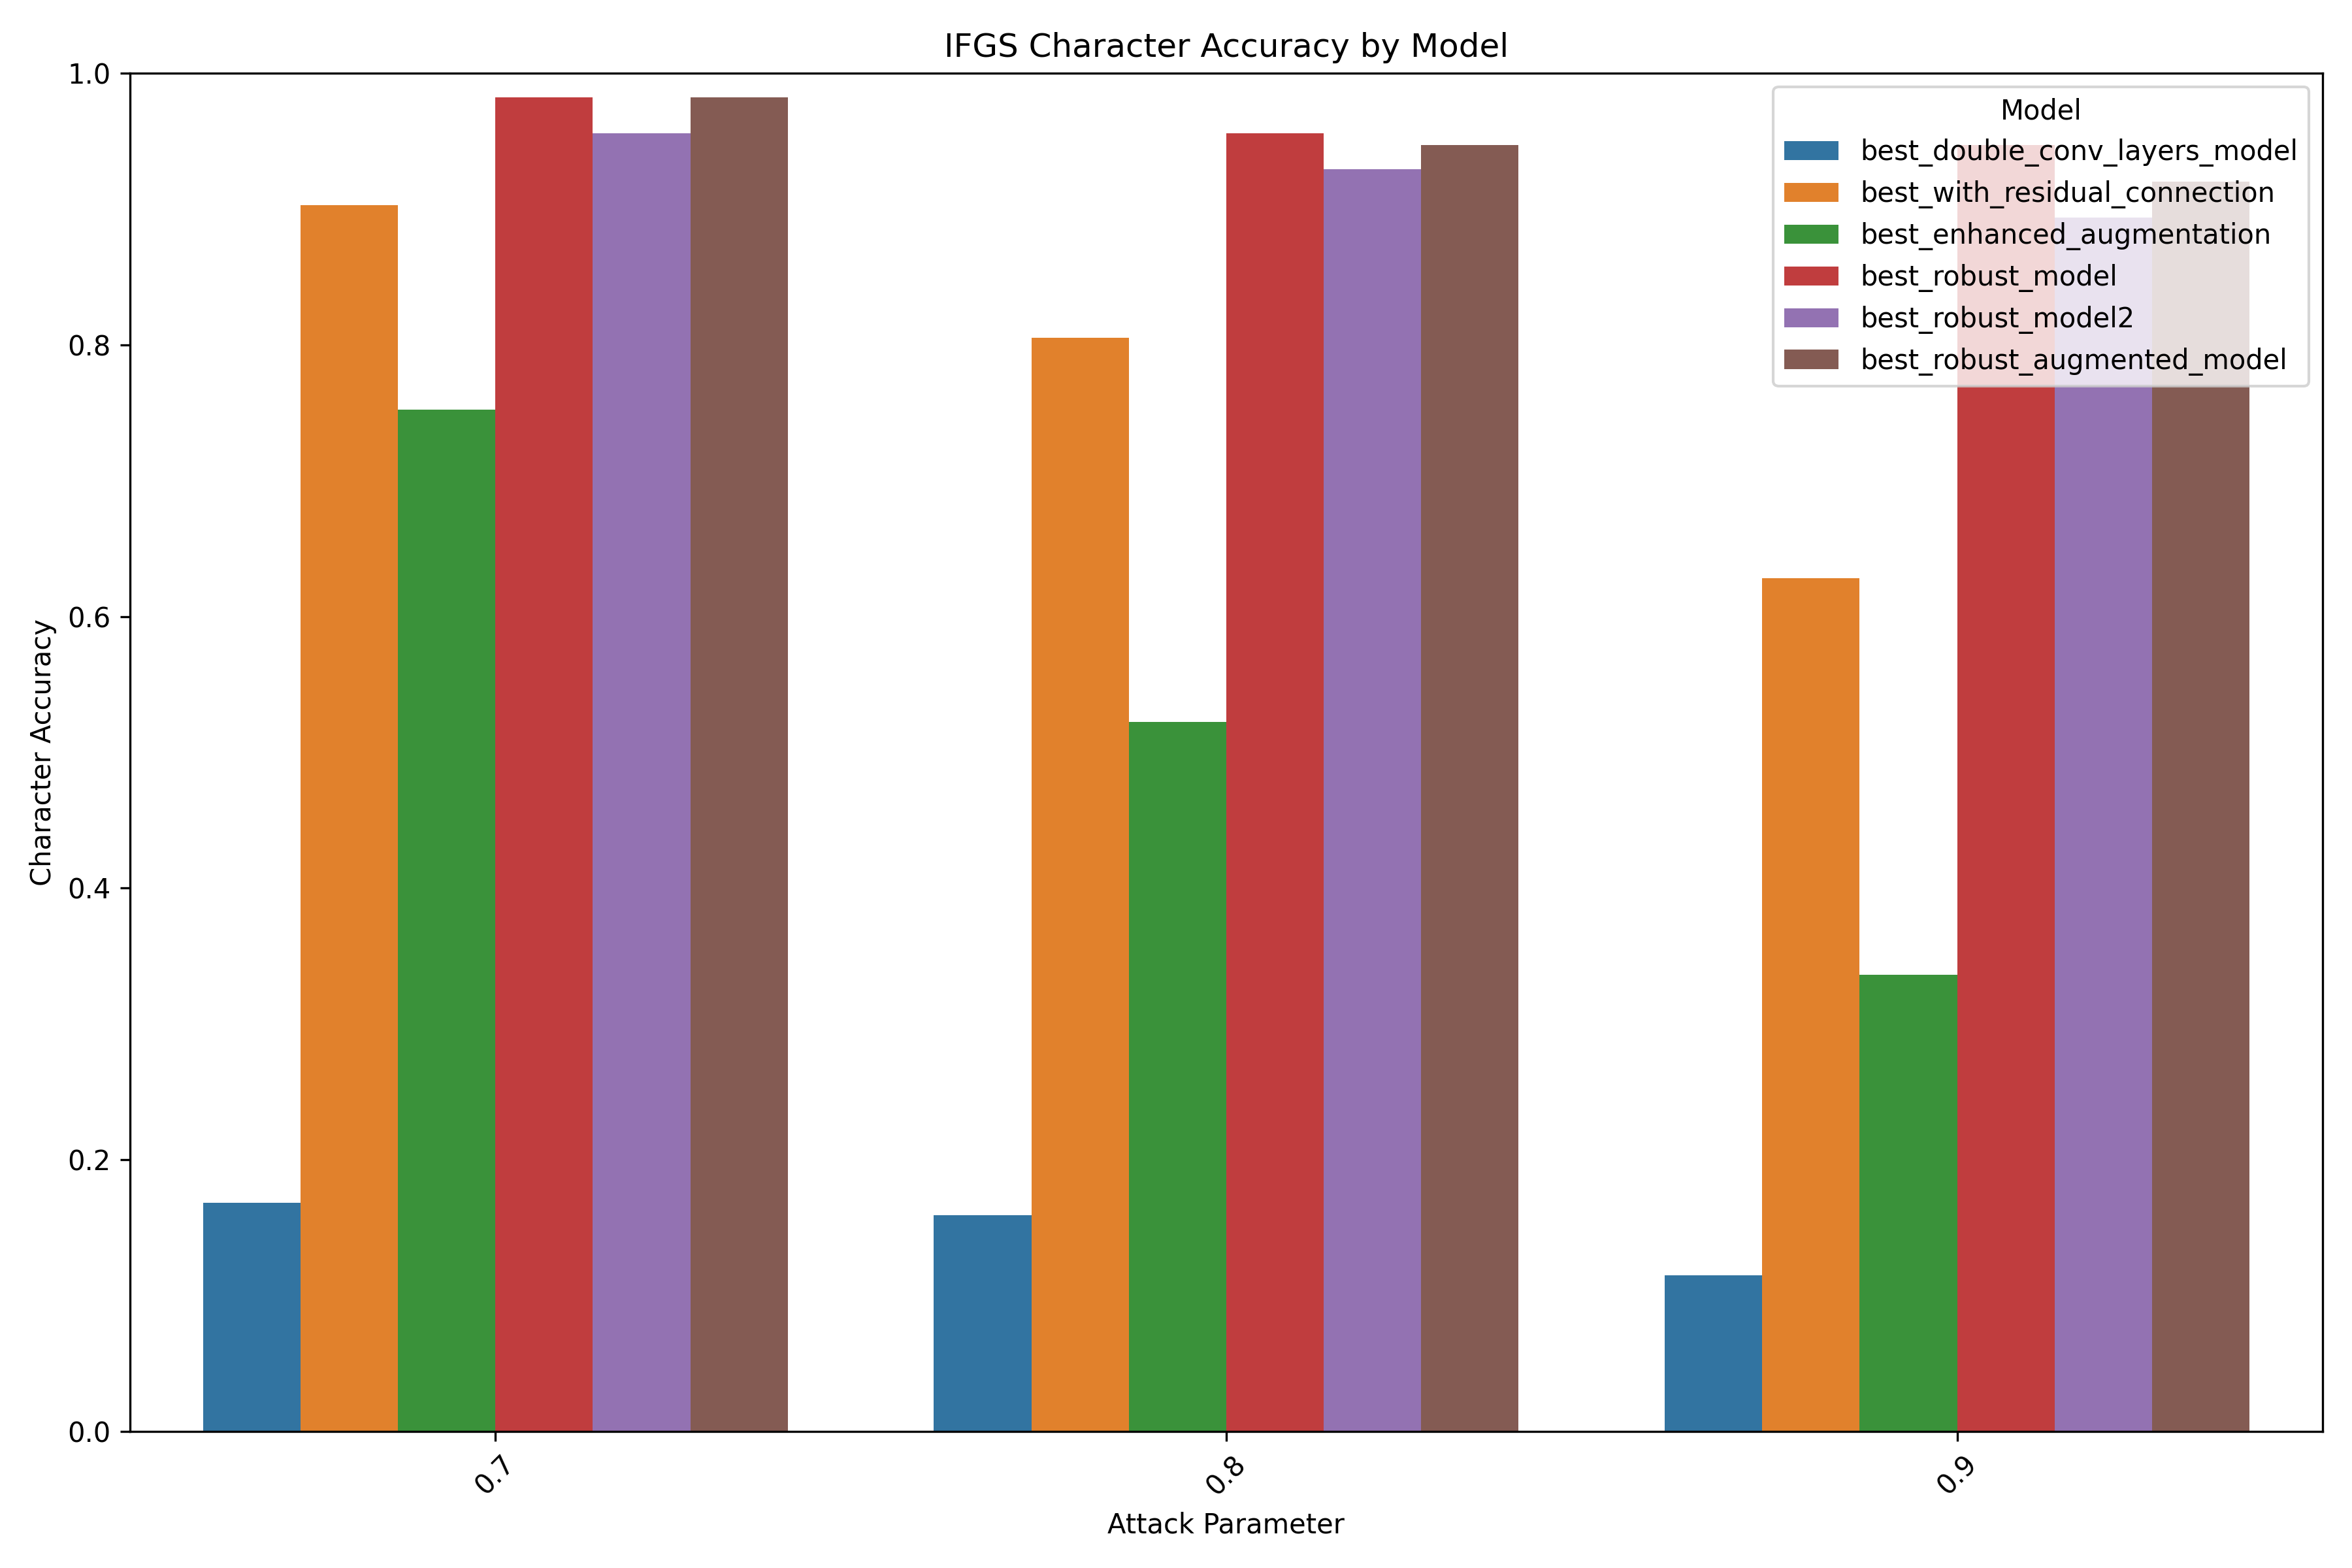 IFGS Character Accuracy by Model
1.0
0.8
0.6
0.4
0.2
0.0
Character Accuracy
Model
best_double_conv_layers_model
best_with_residual_connection
best_enhanced_augmentation
best_robust_model
best_robust_model2
best_robust_augmented_model
0.7
0.8
0.9
Attack Parameter